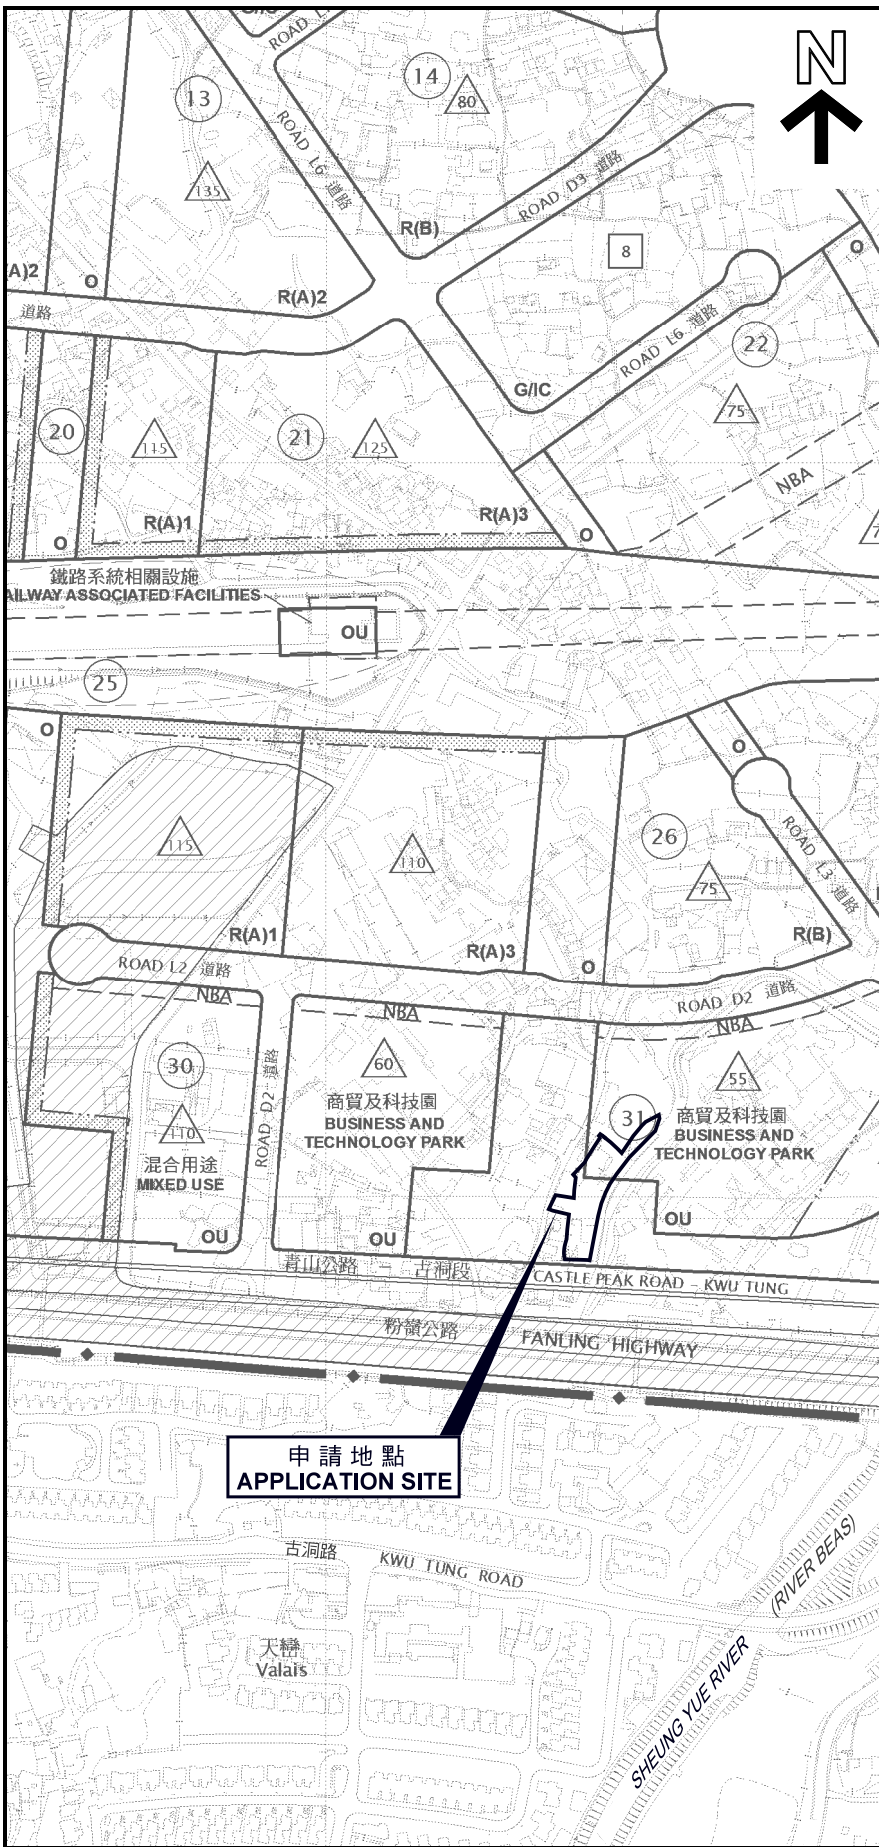 ROAD
N
13
14
80
135
ROAD L6 道路
ROAD D3 道路
R(B)
8
A)2
O
R(A)2
道路
O
ROAD L6 道路
22
G/IC
75
20
115
21
125
NBA
R(A)1
R(A)3
O
O
鐵路系統相關設施
AILWAY ASSOCIATED FACILITIES
OU
25
O
O
115
110
26
75
ROAD L3 道路
R(A)1
R(A)3
O
R(B)
ROAD L2 道路
ROAD D2 道路
NBA
NBA
NBA
30
60
55
ROAD D2 道路
商貿及科技園
BUSINESS AND
TECHNOLOGY PARK
31
商貿及科技園
BUSINESS AND
TECHNOLOGY PARK
110
混合用途
MIXED USE
OU
OU
OU
青山公路 - 古洞段
CASTLE PEAK ROAD - KWU TUNG
粉嶺公路
FANLING HIGHWAY
申請地點
APPLICATION SITE
古洞路
KWU TUNG ROAD
天巒
Valais
SHEUNG YUE RIVER
(RIVER BEAS)